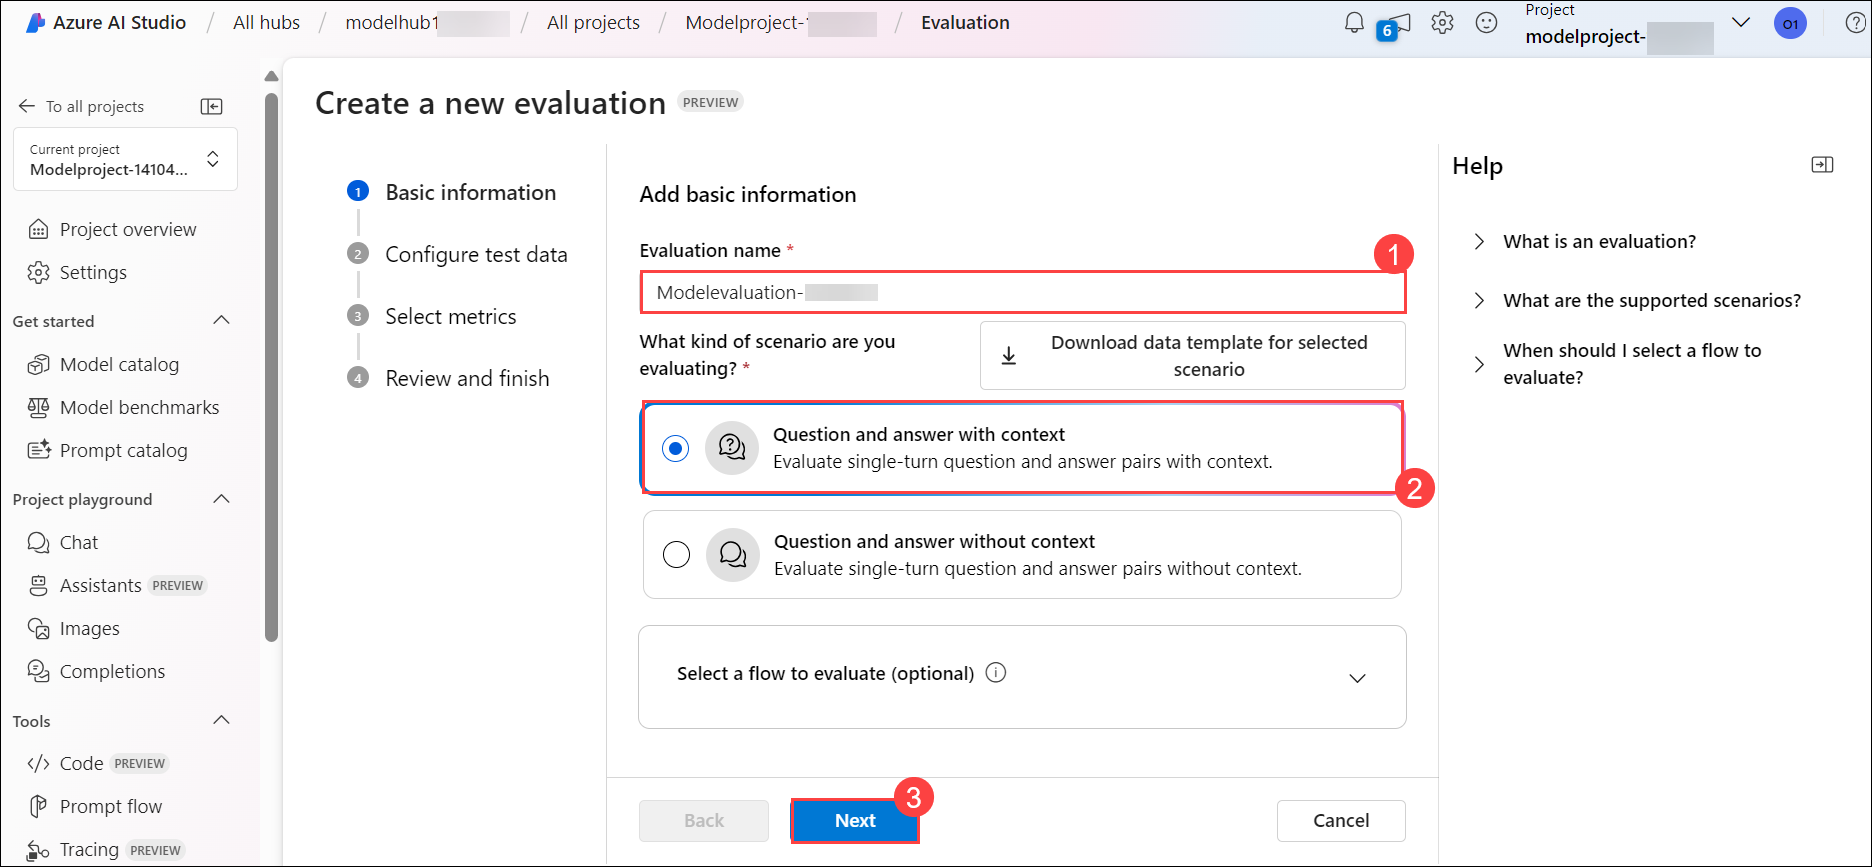 Azure AI Studio / All hubs / modelhub1 / All projects / Modelproject- / Evaluation
6
Project
modelproject-
O1
To all projects
Current project
Modelproject-14104...
Project overview
Settings
Get started
Model catalog
Model benchmarks
Prompt catalog
Project playground
Chat
Assistants PREVIEW
Images
Completions
Tools
Code PREVIEW
Prompt flow
Tracing PREVIEW
Create a new evaluation PREVIEW
1 Basic information
2 Configure test data
3 Select metrics
4 Review and finish
Add basic information
Evaluation name *
1
Modelevaluation-
What kind of scenario are you
evaluating? *
Download data template for selected
scenario
Question and answer with context
Evaluate single-turn question and answer pairs with context.
2
Question and answer without context
Evaluate single-turn question and answer pairs without context.
Select a flow to evaluate (optional)
Back
Next
3
Cancel
Help
What is an evaluation?
What are the supported scenarios?
When should I select a flow to
evaluate?